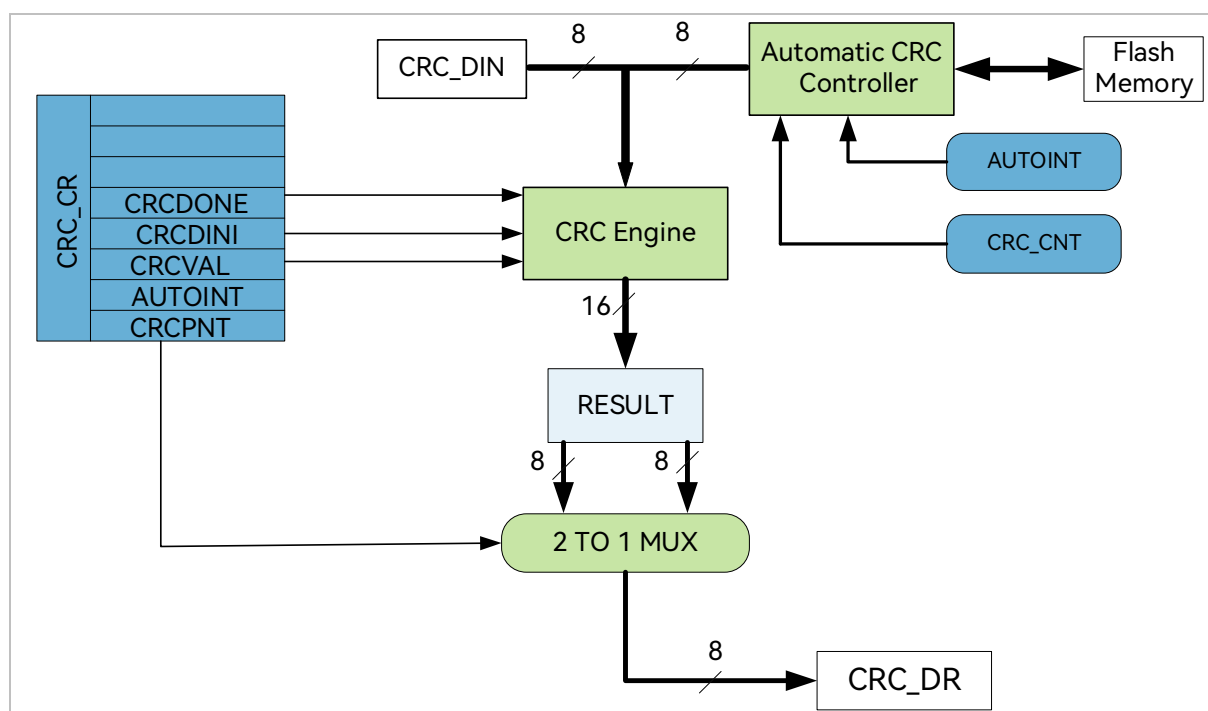 8
8
CRC_DIN
Automatic CRC
Controller
Flash
Memory
CRC_CR
CRCDONE
CRCDINI
CRCVAL
AUTOINT
CRCPNT
CRC Engine
AUTOINT
CRC_CNT
16
RESULT
8
8
2 TO 1 MUX
8
CRC_DR